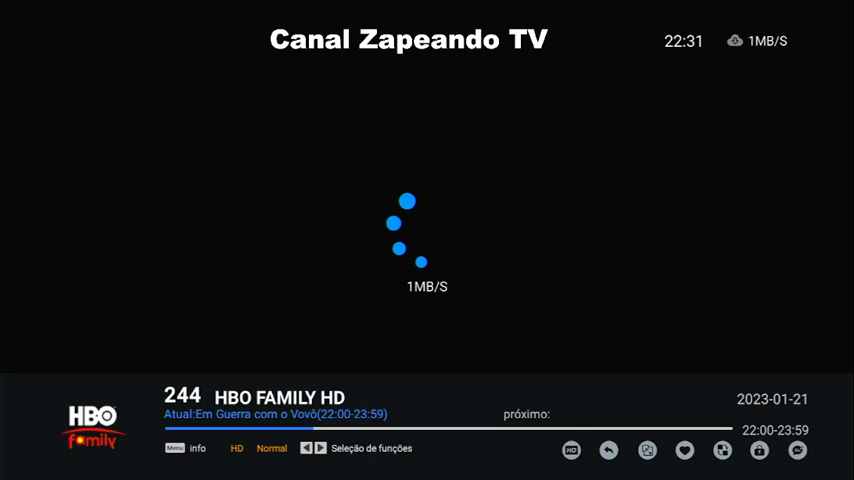 Canal Zapeando TV
22:31
1MB/S
1MB/S
244 HBO FAMILY HD
2023-01-21
Atual:Em Guerra com o Vovô(22:00-23:59)
próximo:
22:00-23:59
HBO
family
Menu info
HD
Normal
Seleção de funções
HD